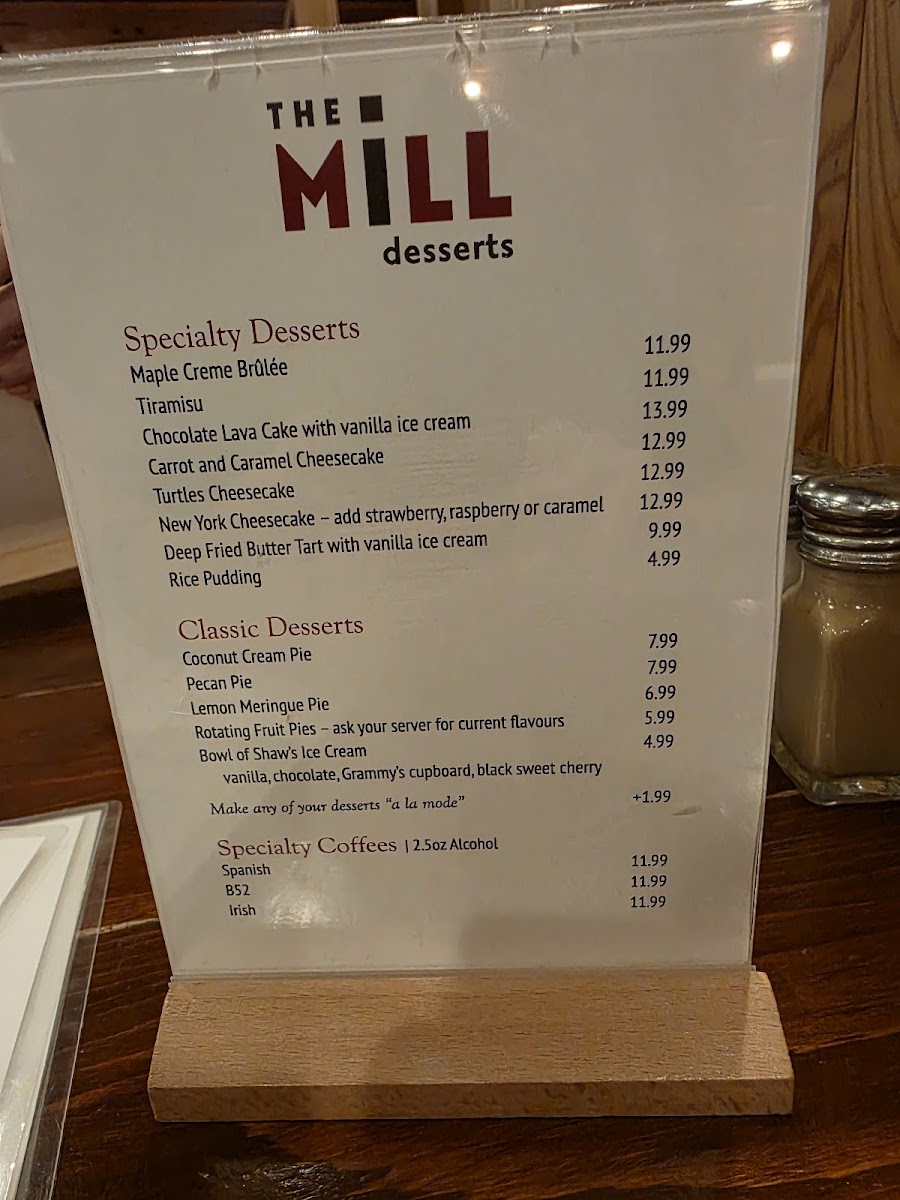 THE
MiLL
desserts
Specialty Desserts
Maple Creme Brûlée 11.99
Tiramisu 11.99
Chocolate Lava Cake with vanilla ice cream 13.99
Carrot and Caramel Cheesecake 12.99
Turtles Cheesecake 12.99
New York Cheesecake – add strawberry, raspberry or caramel 12.99
Deep Fried Butter Tart with vanilla ice cream 9.99
Rice Pudding 4.99
Classic Desserts
Coconut Cream Pie 7.99
Pecan Pie 7.99
Lemon Meringue Pie 6.99
Rotating Fruit Pies – ask your server for current flavours 5.99
Bowl of Shaw's Ice Cream 4.99
vanilla, chocolate, Grammy's cupboard, black sweet cherry
Make any of your desserts "a la mode" +1.99
Specialty Coffees | 2.5oz Alcohol
Spanish 11.99
B52 11.99
Irish 11.99